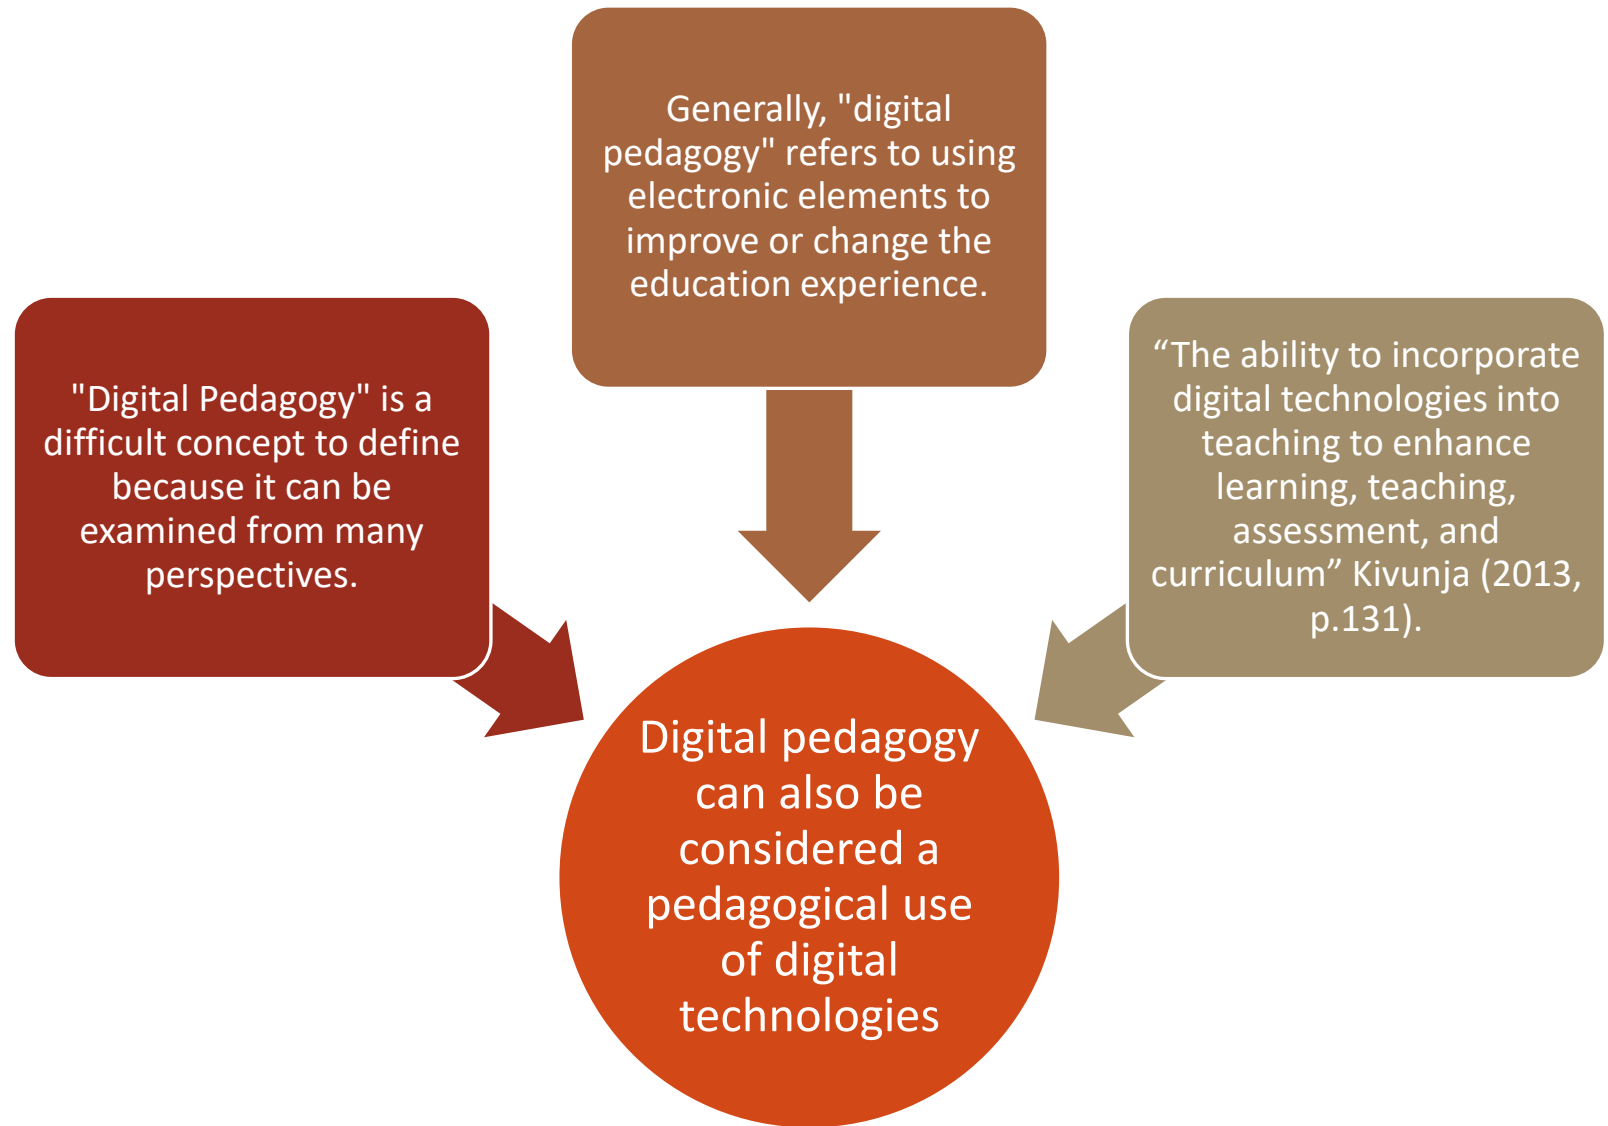 Generally, "digital
pedagogy" refers to using
electronic elements to
improve or change the
education experience.
"Digital Pedagogy" is a
difficult concept to define
because it can be
examined from many
perspectives.
“The ability to incorporate
digital technologies into
teaching to enhance
learning, teaching,
assessment, and
curriculum” Kivunja (2013,
p.131).
Digital pedagogy
can also be
considered a
pedagogical use
of digital
technologies